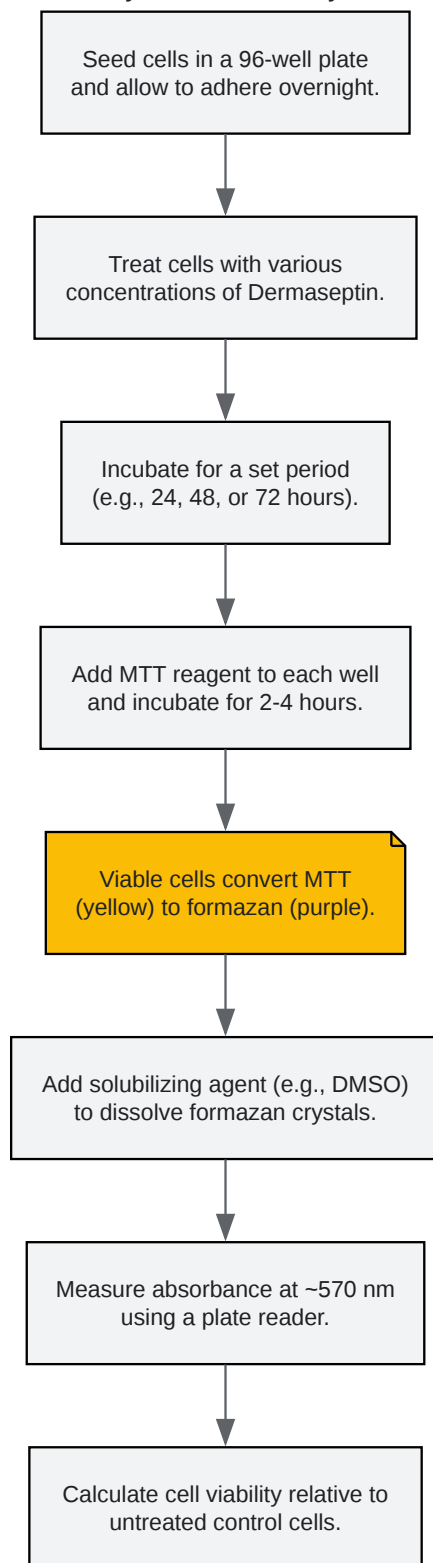 Seed cells in a 96-well plate
and allow to adhere overnight.
Treat cells with various
concentrations of Dermaseptin.
Incubate for a set period
(e.g., 24, 48, or 72 hours).
Add MTT reagent to each well
and incubate for 2-4 hours.
Viable cells convert MTT
(yellow) to formazan (purple).
Add solubilizing agent (e.g., DMSO)
to dissolve formazan crystals.
Measure absorbance at ~570 nm
using a plate reader.
Calculate cell viability relative to
untreated control cells.